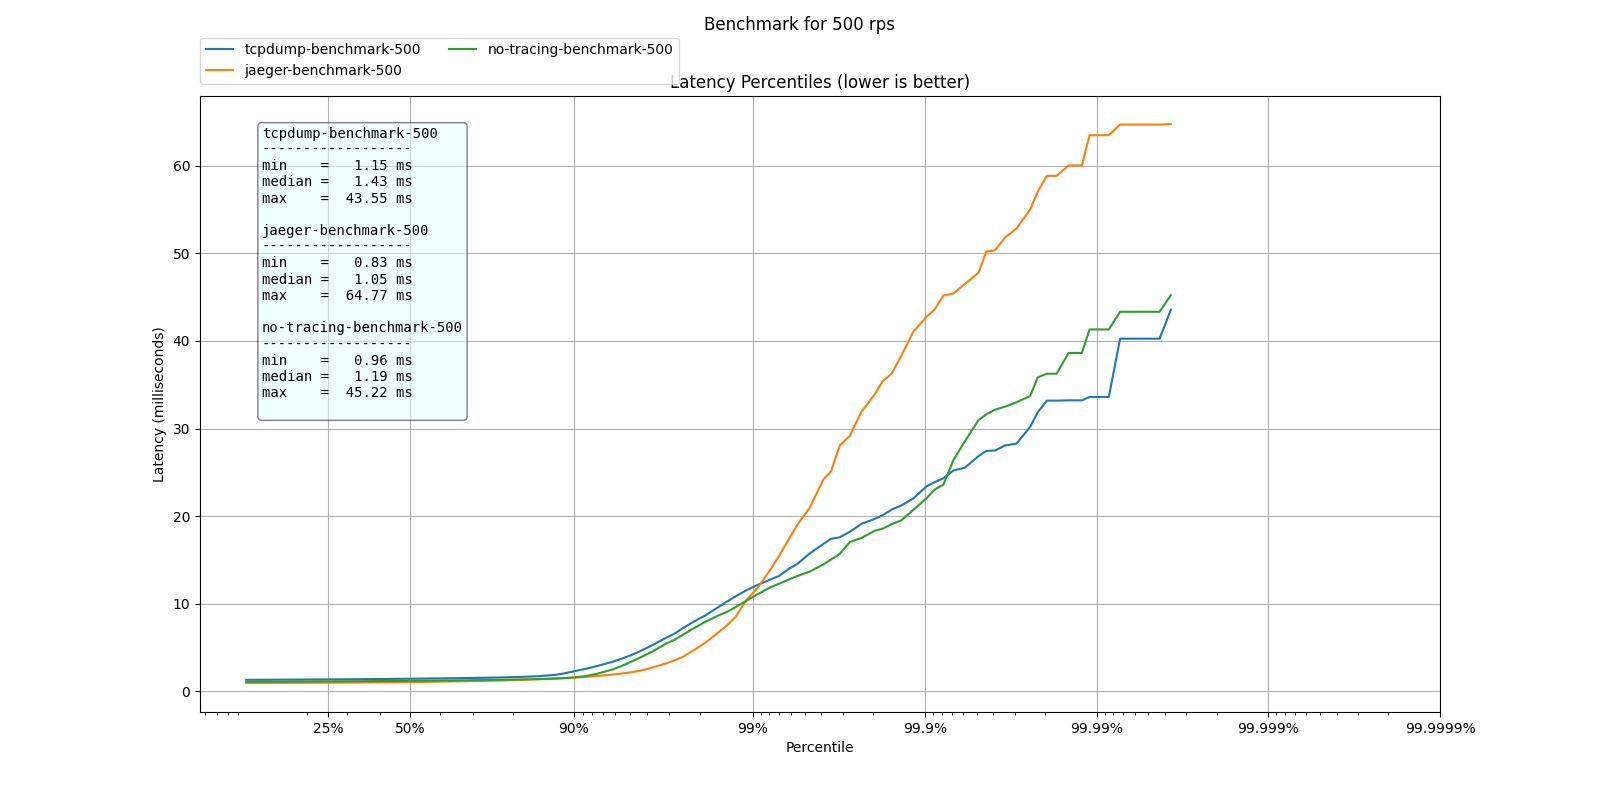 Benchmark for 500 rps
tcpdump-benchmark-500
no-tracing-benchmark-500
jaeger-benchmark-500
Latency Percentiles (lower is better)
tcpdump-benchmark-500
------------------
min    =   1.15 ms
median =   1.43 ms
max    =  43.55 ms
jaeger-benchmark-500
------------------
min    =   0.83 ms
median =   1.05 ms
max    =  64.77 ms
no-tracing-benchmark-500
------------------
min    =   0.96 ms
median =   1.19 ms
max    =  45.22 ms
Latency (milliseconds)
60
50
40
30
20
10
0
25% 50% 90% 99% 99.9% 99.99% 99.999% 99.9999%
Percentile